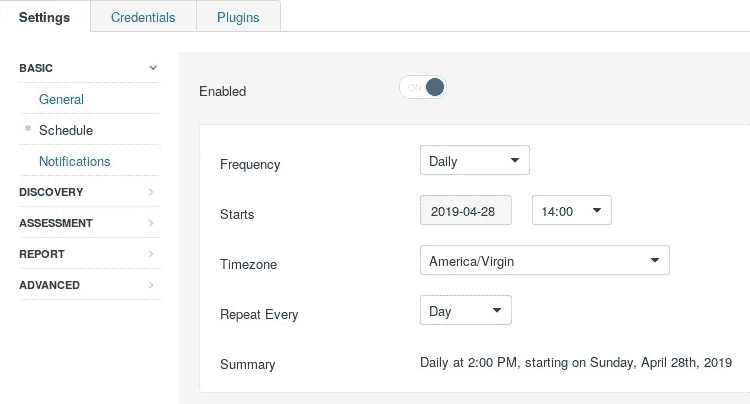 Settings Credentials Plugins
BASIC
General
Schedule
Notifications
DISCOVERY
ASSESSMENT
REPORT
ADVANCED
Enabled ON
Frequency Daily
Starts 2019-04-28 14:00
Timezone America/Virgin
Repeat Every Day
Summary Daily at 2:00 PM, starting on Sunday, April 28th, 2019